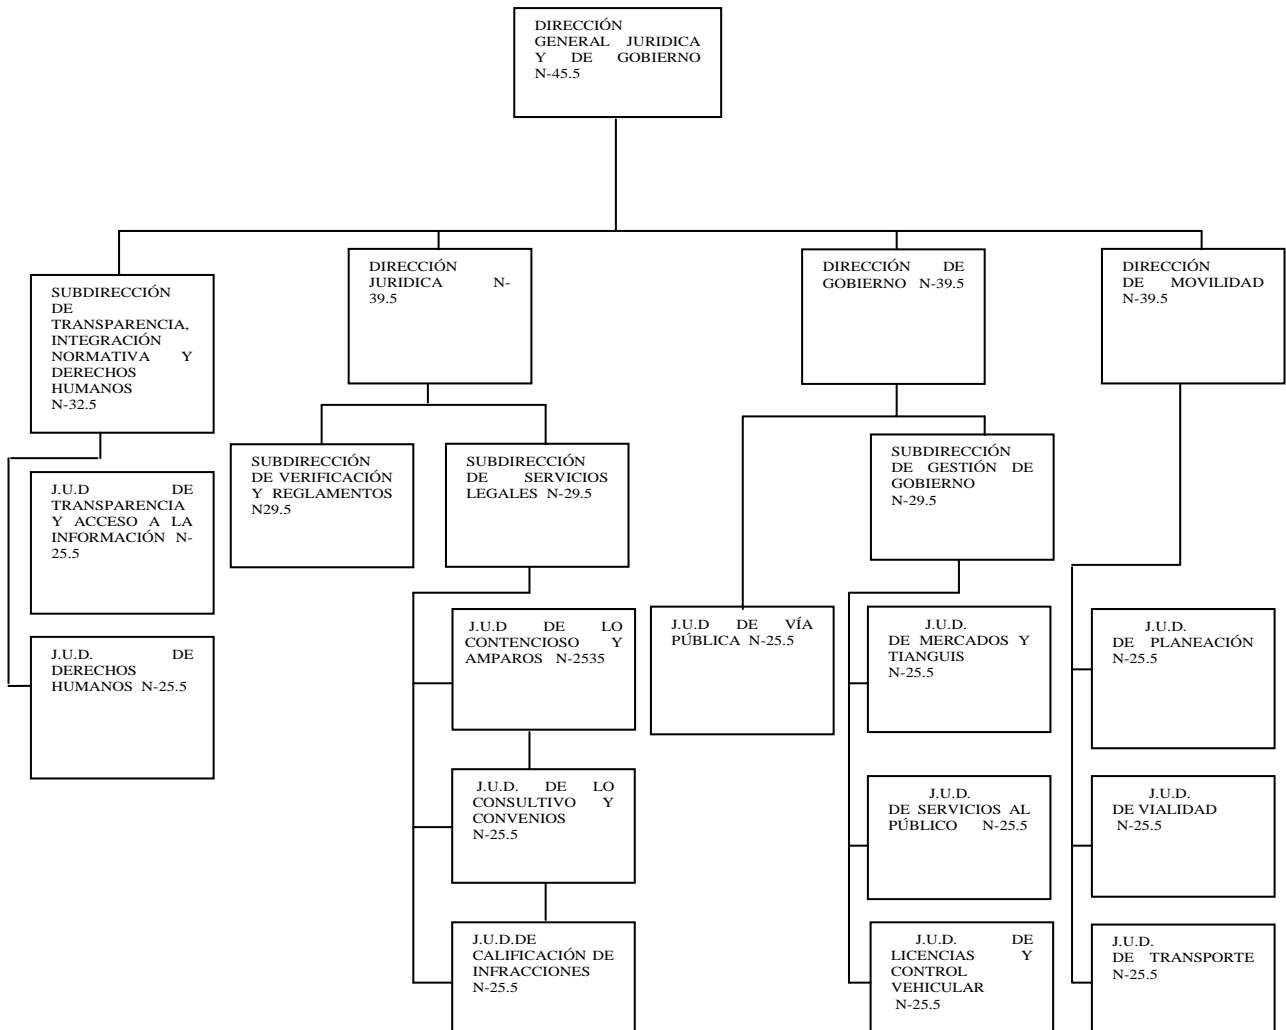 DIRECCIÓN
GENERAL JURIDICA
Y DE GOBIERNO
N-45.5
SUBDIRECCIÓN
DE
TRANSPARENCIA,
INTEGRACIÓN
NORMATIVA Y
DERECHOS
HUMANOS
N-32.5
DIRECCIÓN
JURIDICA N-
39.5
DIRECCIÓN DE
GOBIERNO N-39.5
DIRECCIÓN
DE MOVILIDAD
N-39.5
J.U.D DE
TRANSPARENCIA
Y ACCESO A LA
INFORMACIÓN N-
25.5
J.U.D. DE
DERECHOS
HUMANOS N-25.5
SUBDIRECCIÓN
DE VERIFICACIÓN
Y REGLAMENTOS
N29.5
SUBDIRECCIÓN
DE SERVICIOS
LEGALES N-29.5
J.U.D DE LO
CONTENCIOSO Y
AMPAROS N-2535
J.U.D. DE LO
CONSULTIVO Y
CONVENIOS
N-25.5
J.U.D.DE
CALIFICACIÓN DE
INFRACCIONES
N-25.5
J.U.D DE VÍA
PÚBLICA N-25.5
SUBDIRECCIÓN
DE GESTIÓN DE
GOBIERNO
N-29.5
J.U.D.
DE MERCADOS Y
TIANGUIS
N-25.5
J.U.D.
DE SERVICIOS AL
PÚBLICO N-25.5
J.U.D. DE
LICENCIAS Y
CONTROL
VEHICULAR
N-25.5
J.U.D.
DE PLANEACIÓN
N-25.5
J.U.D.
DE VIALIDAD
N-25.5
J.U.D.
DE TRANSPORTE
N-25.5